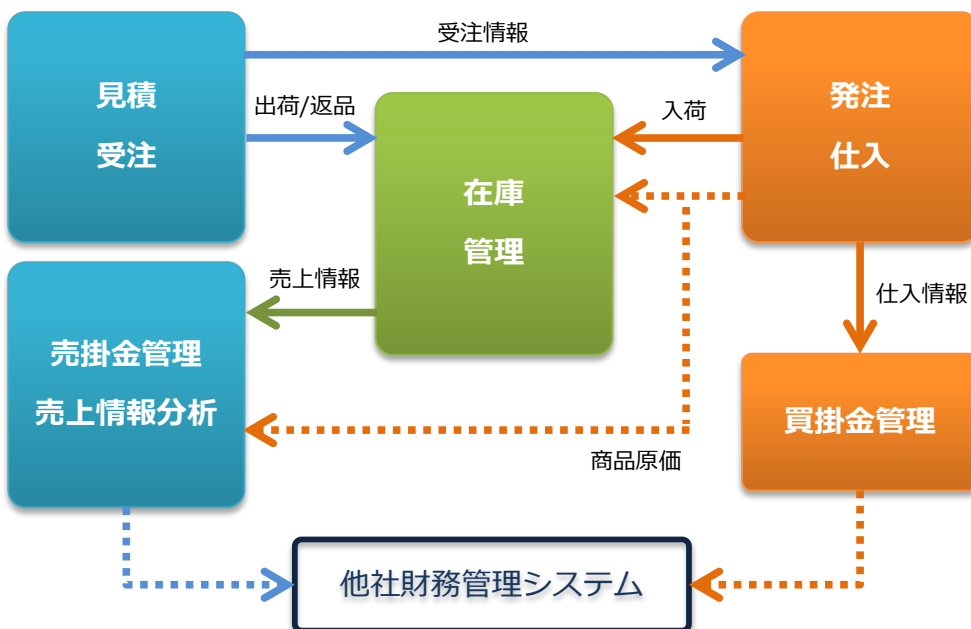 受注情報
見積
受注
出荷/返品
発注
仕入
入荷
在庫
管理
売上情報
仕入情報
売掛金管理
売上情報分析
買掛金管理
商品原価
他社財務管理システム